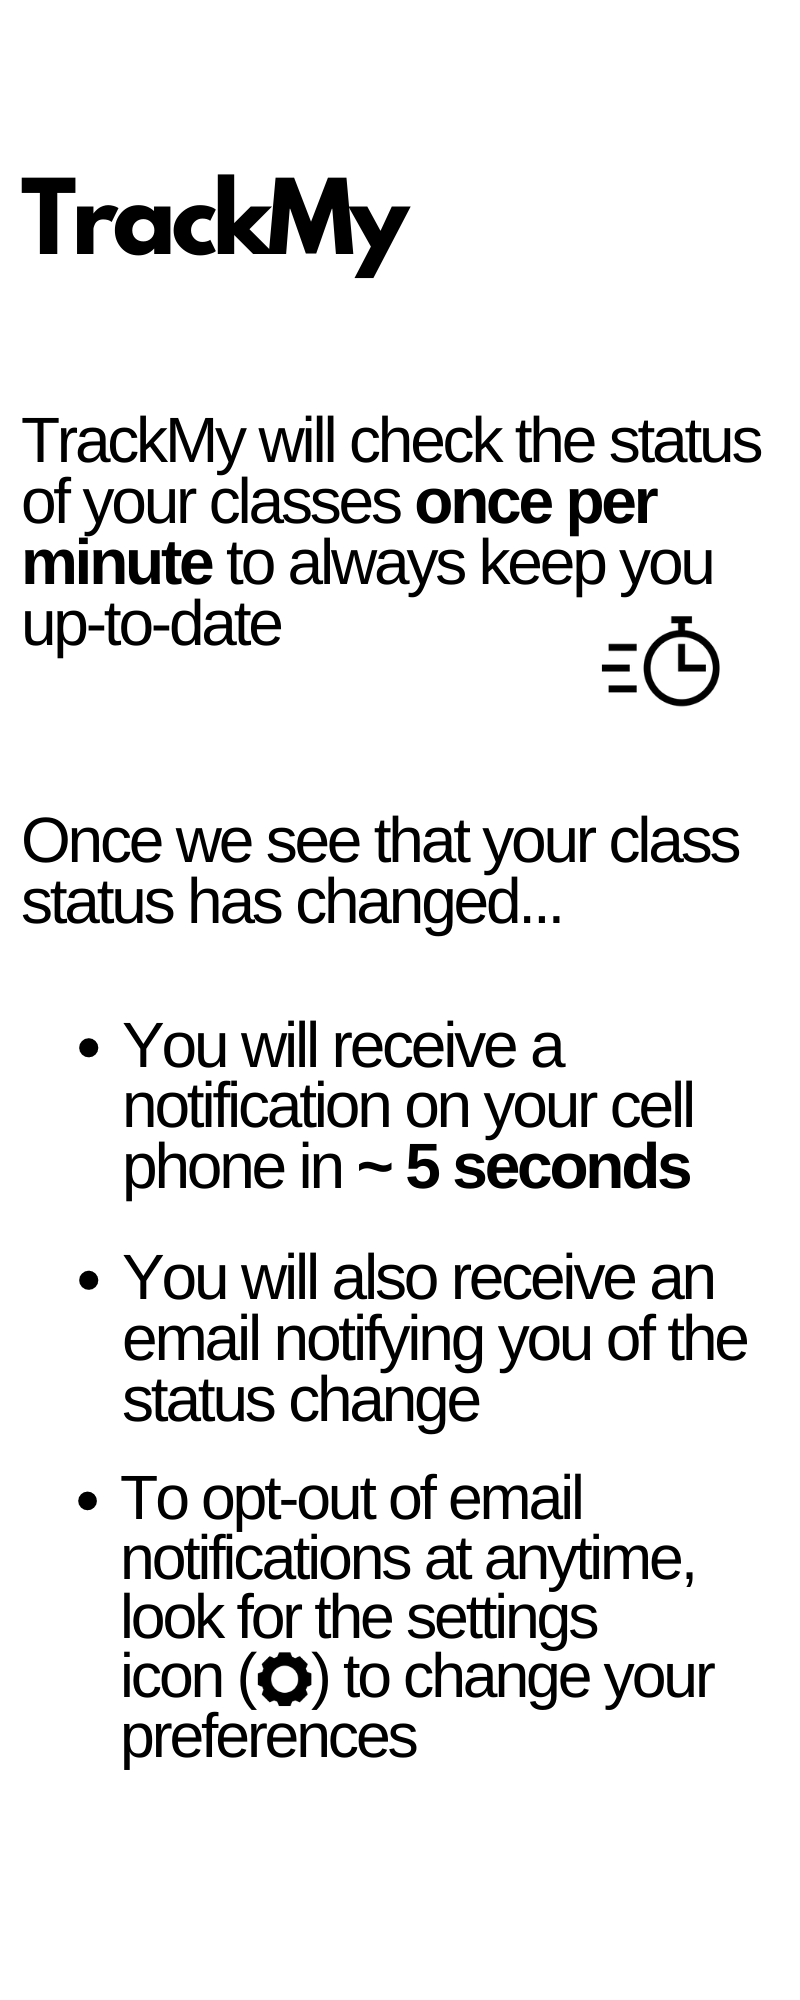 TrackMy
TrackMy will check the status
of your classes once per
minute to always keep you
up-to-date
Once we see that your class
status has changed...
• You will receive a
notification on your cell
phone in ~ 5 seconds
• You will also receive an
email notifying you of the
status change
• To opt-out of email
notifications at anytime,
look for the settings
icon ( ) to change your
preferences